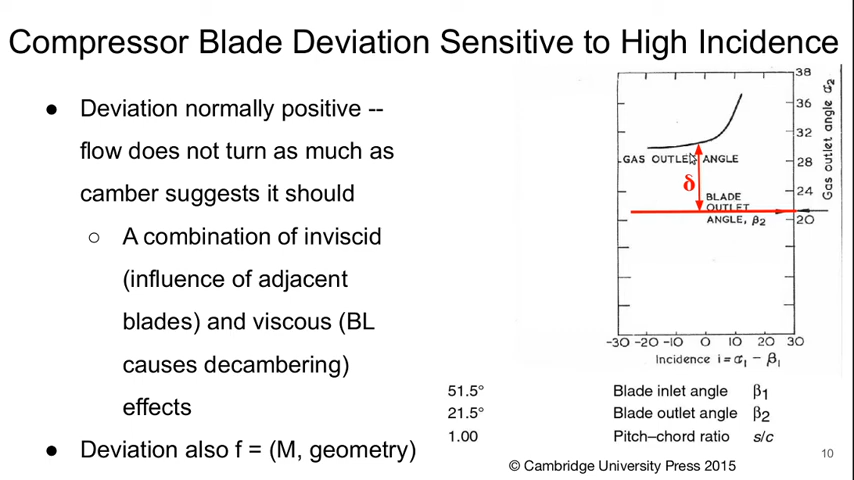 Compressor Blade Deviation Sensitive to High Incidence
● Deviation normally positive --
flow does not turn as much as
camber suggests it should
○ A combination of inviscid
(influence of adjacent
blades) and viscous (BL
causes decambering)
effects
● Deviation also f = (M, geometry)
38
36
32
28
24
20
Gas outlet angle α₂
GAS OUTLET ANGLE
δ
BLADE
OUTLET
ANGLE, β₂
-30 -20 -10 0 10 20 30
Incidence i = α₁ − β₁
51.5° Blade inlet angle β1
21.5° Blade outlet angle β2
1.00 Pitch–chord ratio s/c
© Cambridge University Press 2015
10